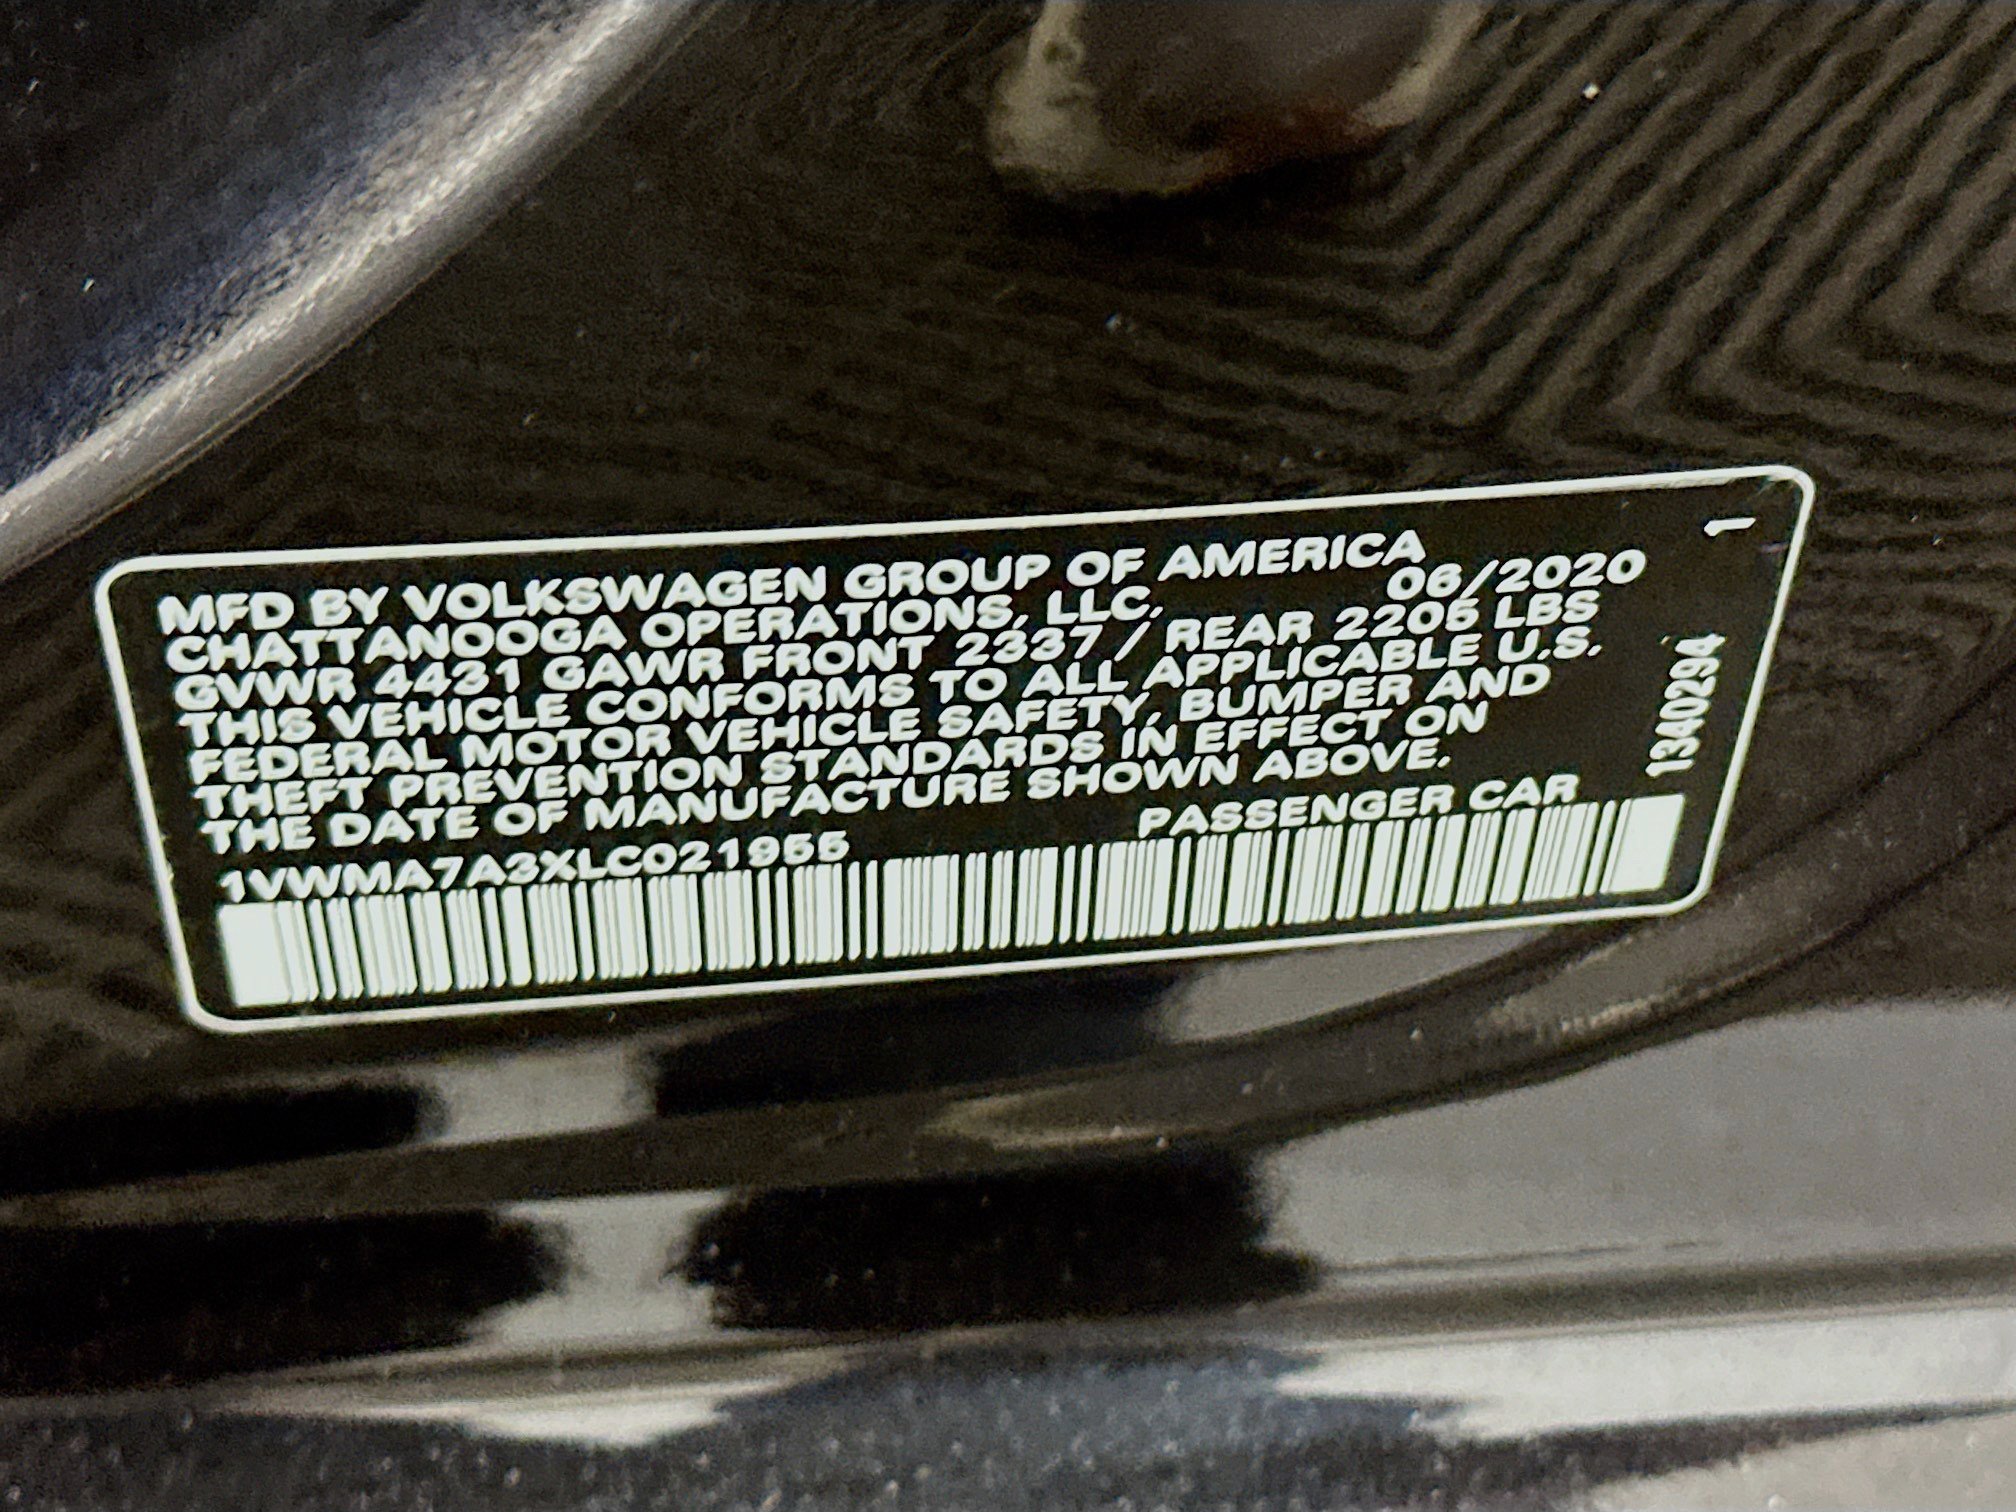 MFD BY VOLKSWAGEN GROUP OF AMERICA
CHATTANOOGA OPERATIONS, LLC. 06/2020
GVWR 4431 GAWR FRONT 2337 / REAR 2205 LBS
THIS VEHICLE CONFORMS TO ALL APPLICABLE U.S.
FEDERAL MOTOR VEHICLE SAFETY, BUMPER AND
THEFT PREVENTION STANDARDS IN EFFECT ON
THE DATE OF MANUFACTURE SHOWN ABOVE.
1VWMA7A3XLC021955 PASSENGER CAR
1340294 1